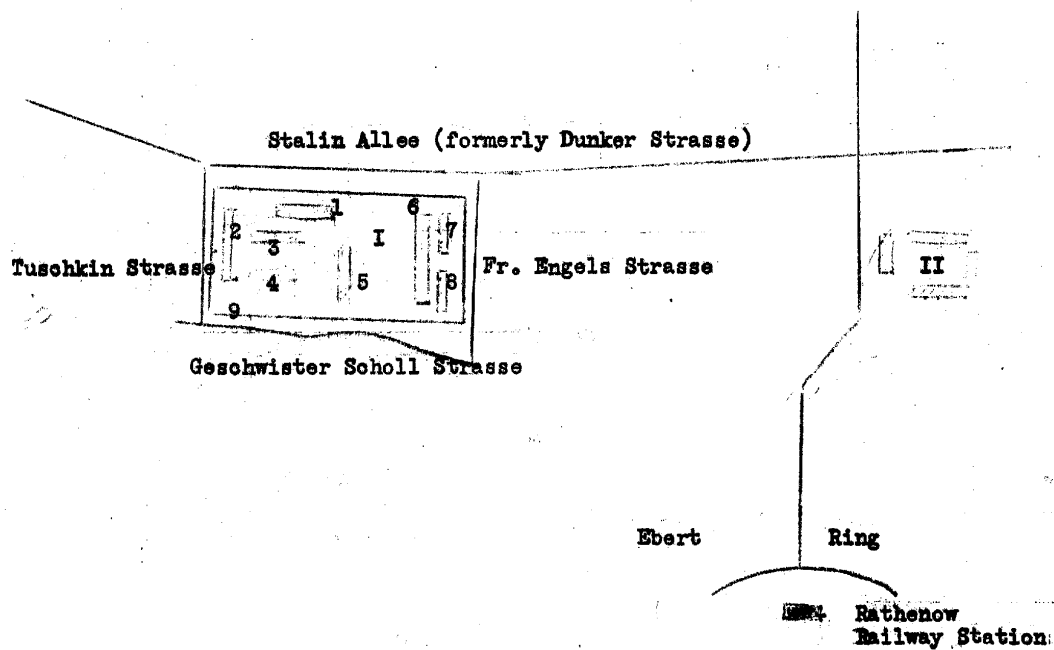 Stalin Allee (formerly Dunker Strasse)
1
6
2
3
I
7
Tuschkin Strasse
4
5
8
Fr. Engels Strasse
II
9
Geschwister Scholl Strasse
Ebert
Ring
Rathenow
Railway Station